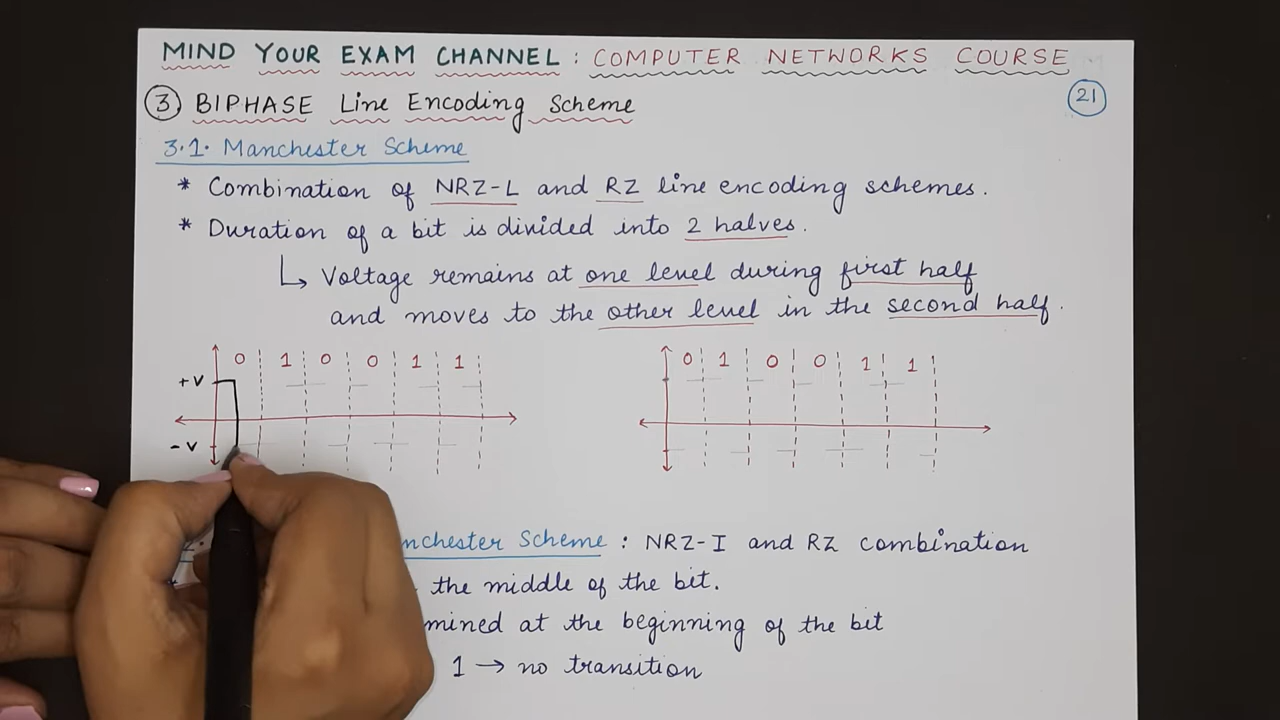 MIND YOUR EXAM CHANNEL : COMPUTER NETWORKS COURSE
3 BIPHASE Line Encoding Scheme
21
3.1. Manchester Scheme
* Combination of NRZ-L and RZ line encoding schemes.
* Duration of a bit is divided into 2 halves.
↳ Voltage remains at one level during first half
and moves to the other level in the second half.
0 1 0 0 1 1
0 1 0 0 1 1
+V
-V
Scheme : NRZ-I and RZ combination
the middle of the bit.
at the beginning of the bit
1 → no transition